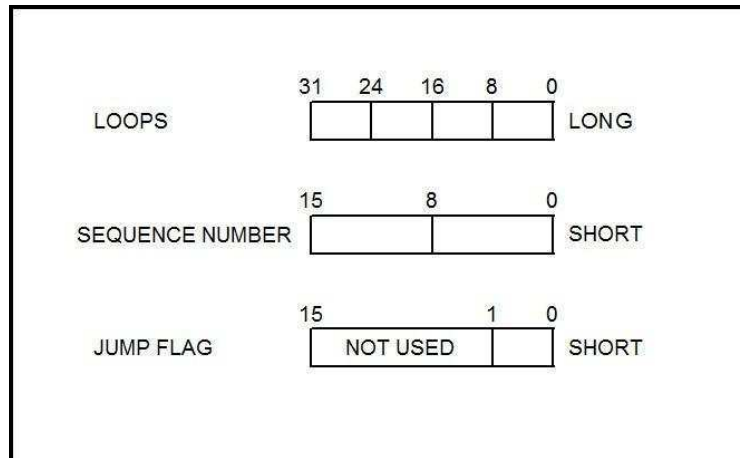 31 24 16 8 0
LOOPS LONG
15 8 0
SEQUENCE NUMBER SHORT
15 1 0
JUMP FLAG NOT USED SHORT